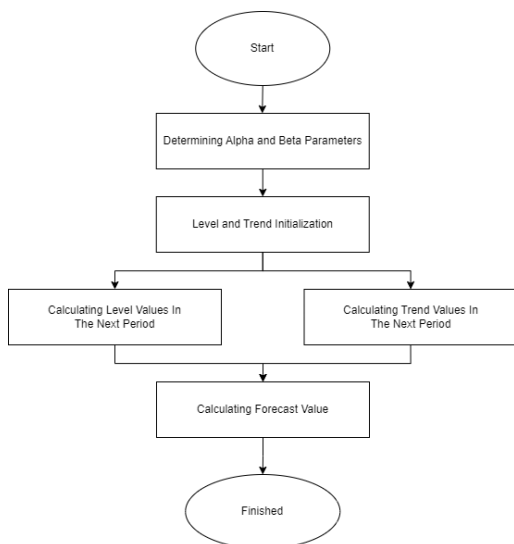 Start
Determining Alpha and Beta Parameters
Level and Trend Initialization
Calculating Level Values In
The Next Period
Calculating Trend Values In
The Next Period
Calculating Forecast Value
Finished